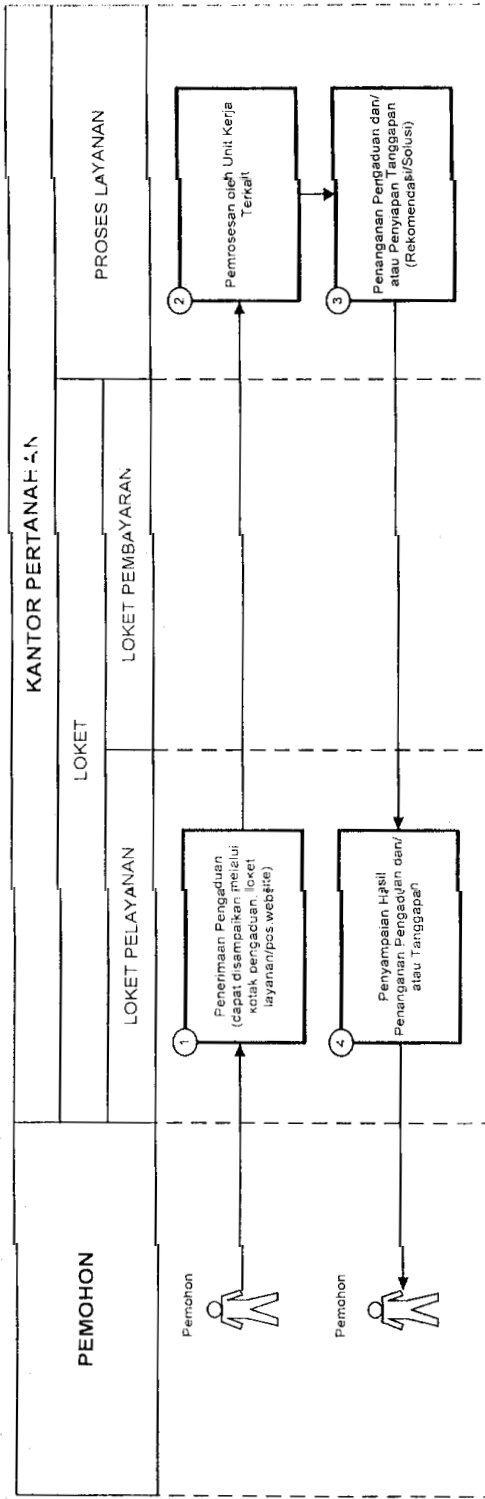 PEMOHON
KANTOR PERTANAHAN
LOKET
LOKET PELAYANAN
LOKET PEMBAYARAN
PROSES LAYANAN
Pemohon
1
Penerimaan Pengaduan
(dapat disampaikan melalui
kotak pengaduan, loket
layanan/pos,website)
2
Pemrosesan oleh Unit Kerja
Terkait
3
Penanganan Pengaduan dan/
atau Penyiapan Tanggapan
(Rekomendasi/Solusi)
4
Penyampaian Hasil
Penanganan Pengaduan dan/
atau Tanggapan
Pemohon